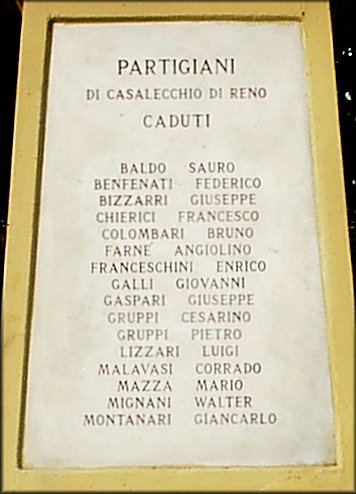 PARTIGIANI
DI CASALECCHIO DI RENO
CADUTI
BALDO SAURO
BENFENATI FEDERICO
BIZZARRI GIUSEPPE
CHIERICI FRANCESCO
COLOMBARI BRUNO
FARNE' ANGIOLINO
FRANCESCHINI ENRICO
GALLI GIOVANNI
GASPARI GIUSEPPE
GRUPPI CESARINO
GRUPPI PIETRO
LIZZARI LUIGI
MALAVASI CORRADO
MAZZA MARIO
MIGNANI WALTER
MONTANARI GIANCARLO